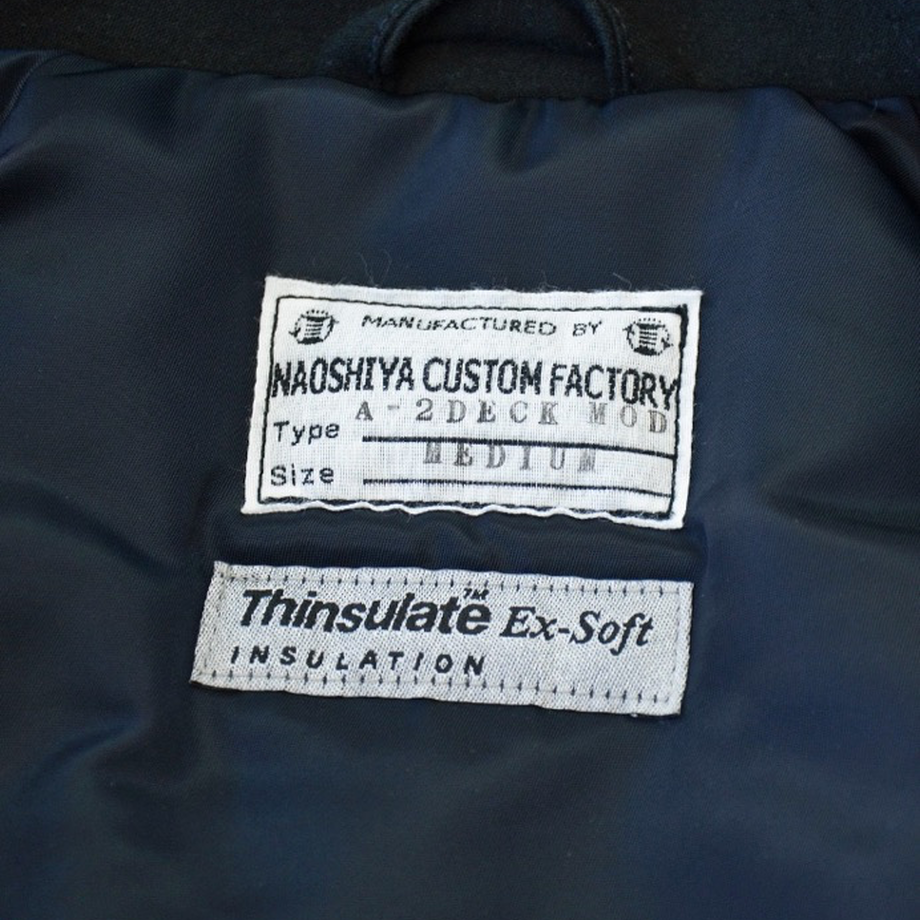 MANUFACTURED BY
NAOSHIYA CUSTOM FACTORY
Type A-2DECK MOD
Size MEDIUM
Thinsulate™ Ex-Soft
INSULATION